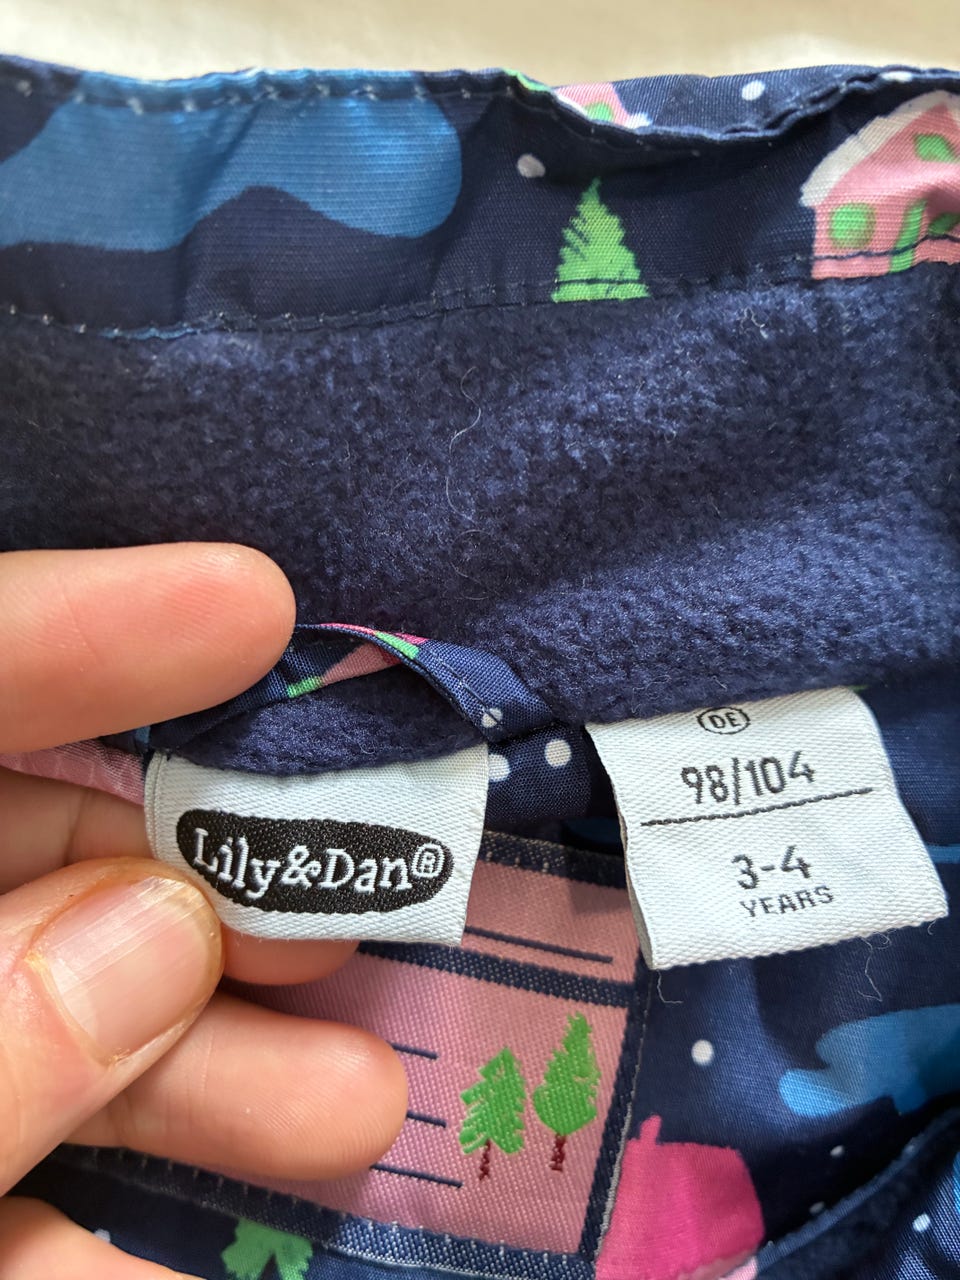 Lily&Dan®
DE
98/104
3-4
YEARS